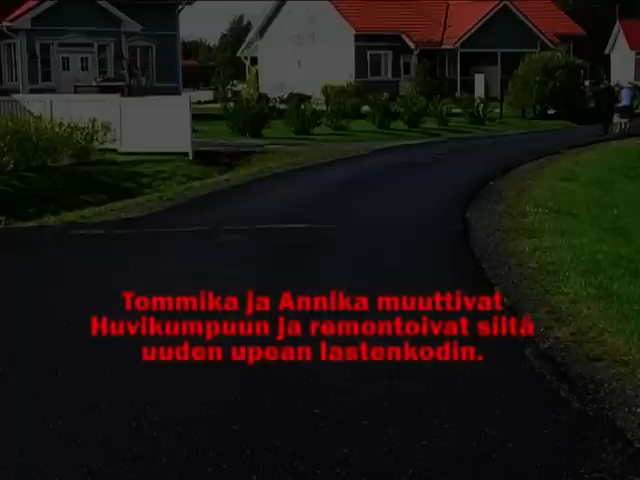 Tommika ja Annika muuttivat
Huvikumpuun ja remontoivat siitä
uuden upean lastenkodin.